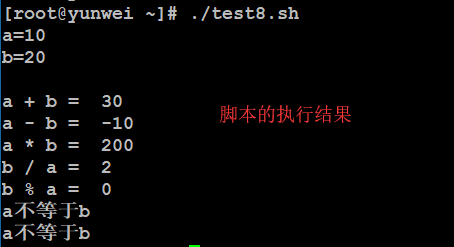 [root@yunwei ~]# ./test8.sh
a=10
b=20
a + b =  30
脚本的执行结果
a - b =  -10
a * b =  200
b / a =  2
b % a =  0
a不等于b
a不等于b